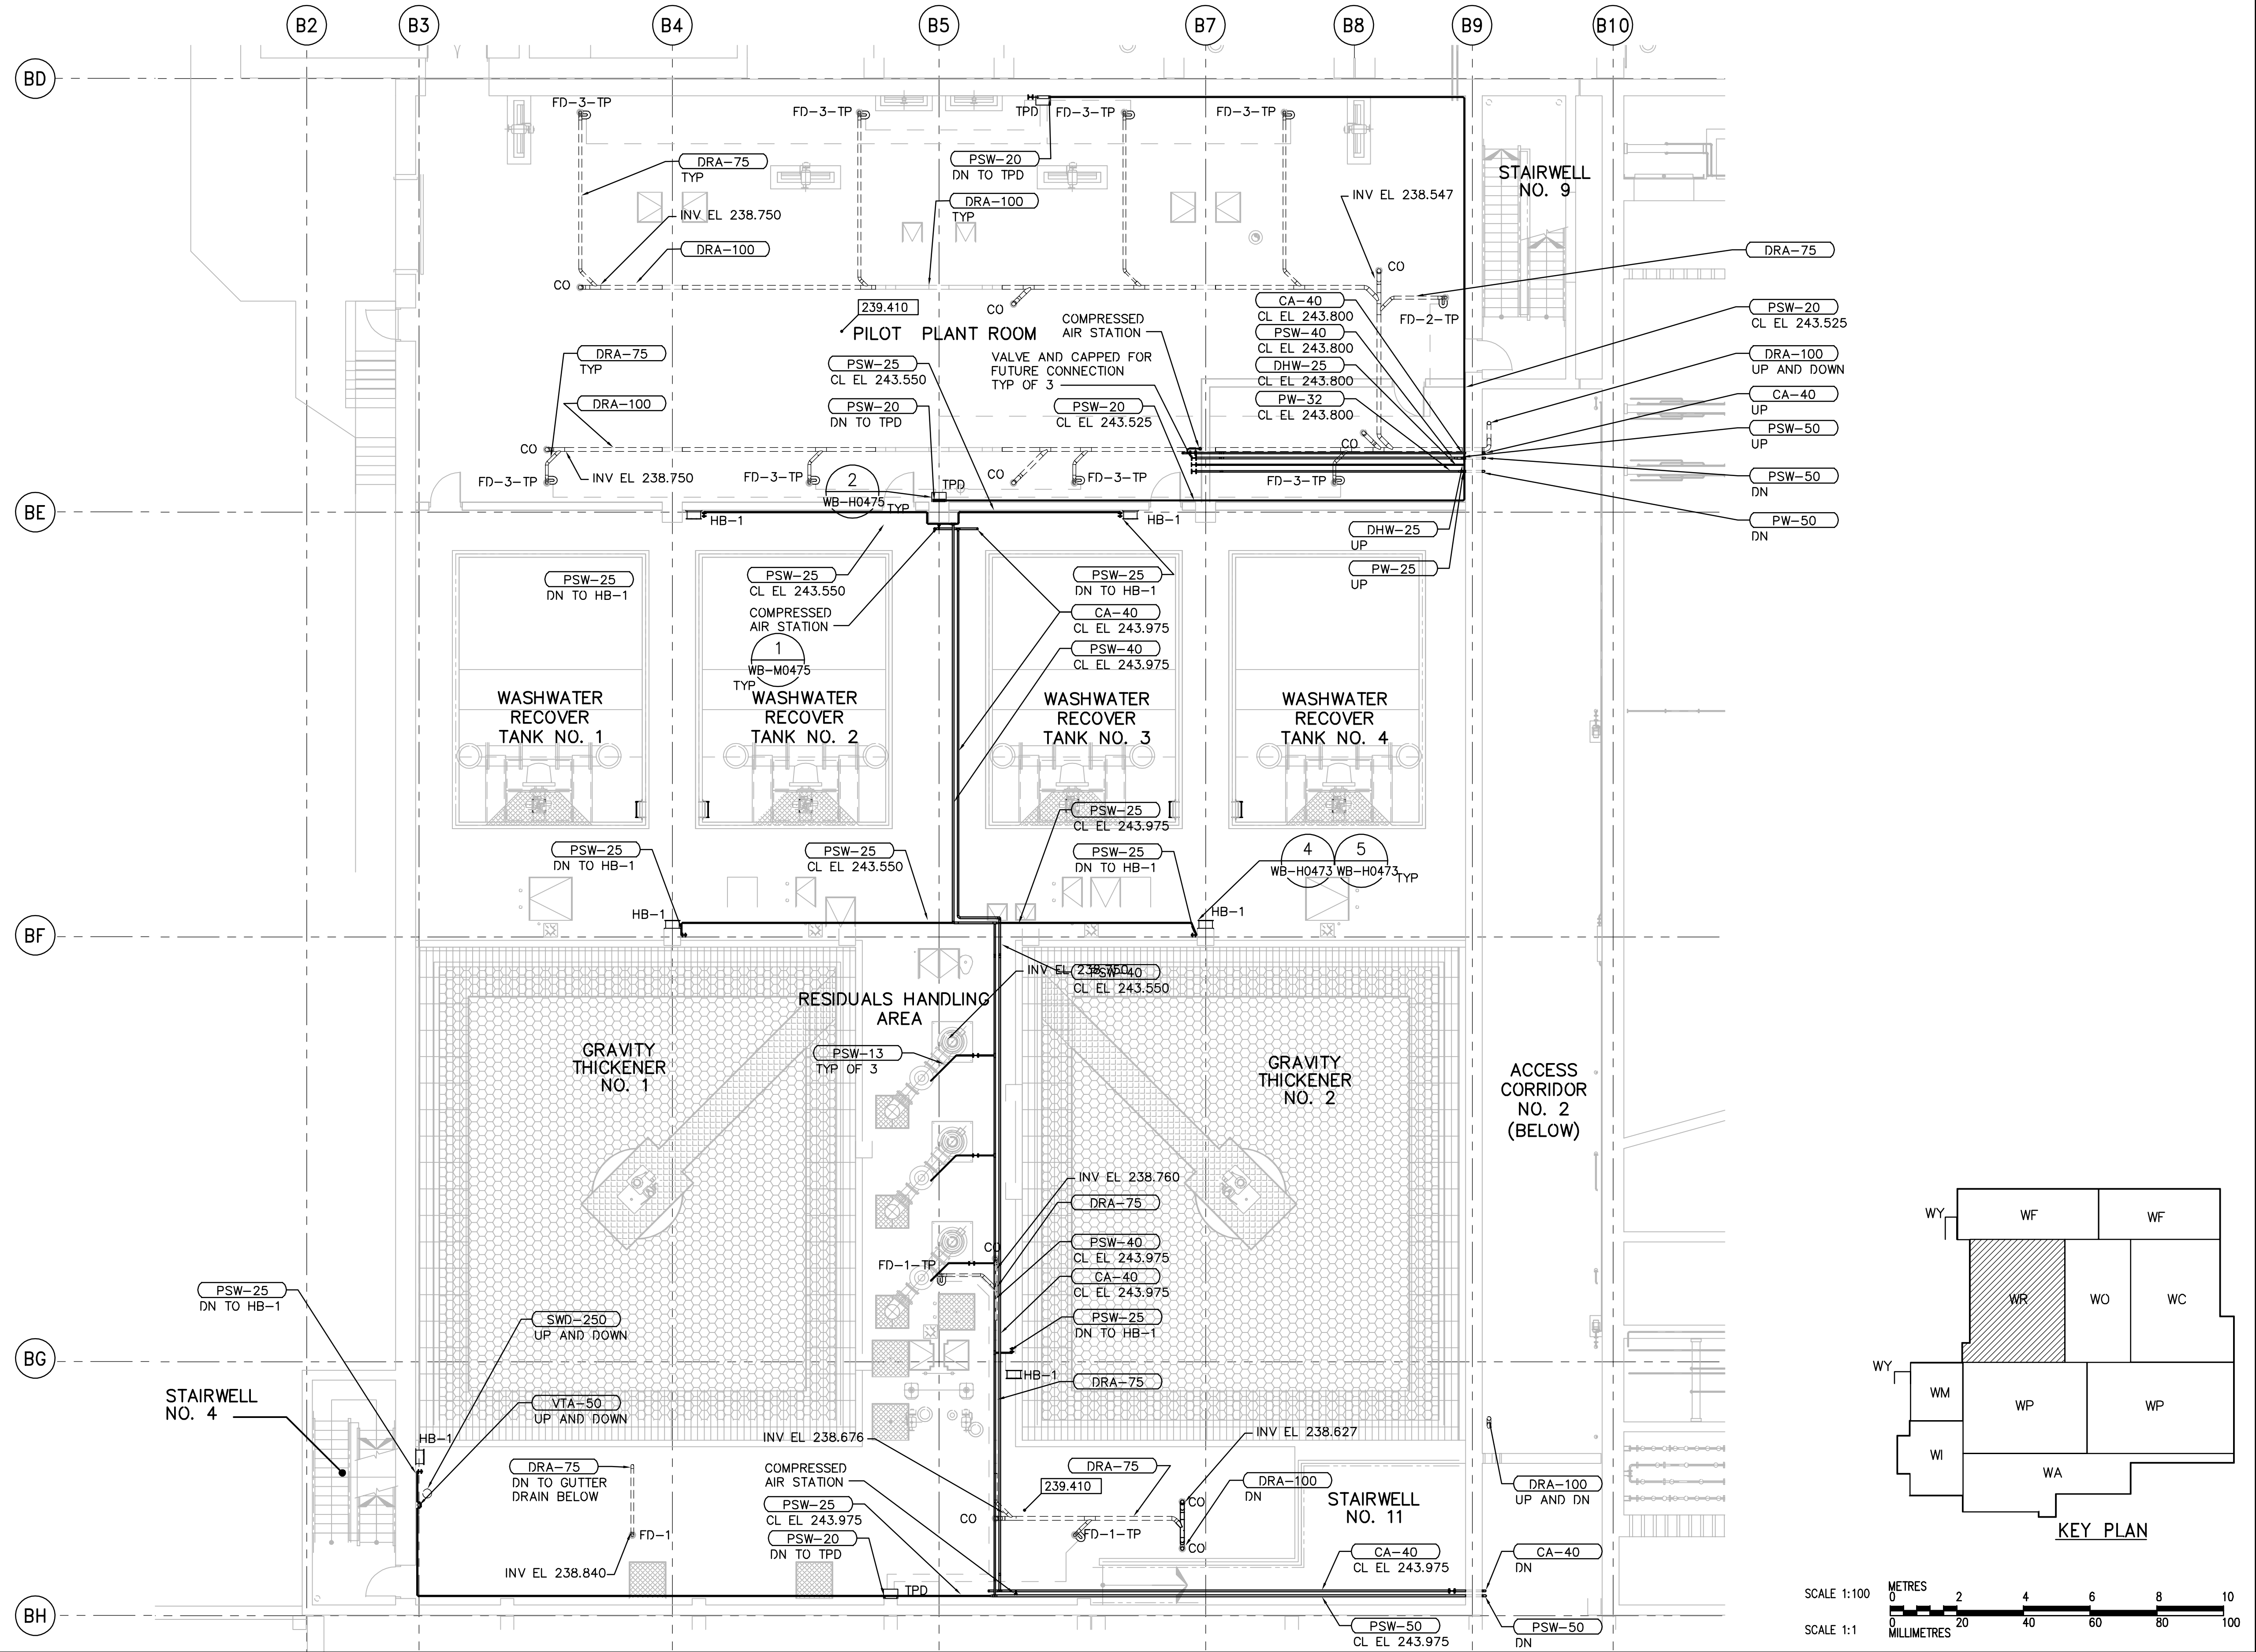 B2
B3
B4
B5
B7
B8
B9
B10
BD
FD-3-TP
FD-3-TP
TPD
FD-3-TP
FD-3-TP
DRA-75
TYP
PSW-20
DN TO TPD
STAIRWELL
NO. 9
INV EL 238.547
DRA-100
TYP
INV EL 238.750
DRA-100
DRA-75
CO
CO
CO
239.410
PILOT PLANT ROOM
COMPRESSED
AIR STATION
CA-40
CL EL 243.800
PSW-40
CL EL 243.800
DHW-25
CL EL 243.800
PW-32
CL EL 243.800
FD-2-TP
PSW-20
CL EL 243.525
DRA-75
TYP
PSW-25
CL EL 243.550
VALVE AND CAPPED FOR
FUTURE CONNECTION
TYP OF 3
DRA-100
UP AND DOWN
DRA-100
PSW-20
DN TO TPD
PSW-20
CL EL 243.525
CA-40
UP
PSW-50
UP
CO
CO
CO
INV EL 238.750
FD-3-TP
FD-3-TP
FD-3-TP
FD-3-TP
PSW-50
DN
2
WB-H0475
TYP
TPD
BE
HB-1
HB-1
PW-50
DN
DHW-25
UP
PW-25
UP
PSW-25
DN TO HB-1
PSW-25
CL EL 243.550
PSW-25
DN TO HB-1
COMPRESSED
AIR STATION
CA-40
CL EL 243.975
1
WB-M0475
TYP
PSW-40
CL EL 243.975
WASHWATER
RECOVER
TANK NO. 1
WASHWATER
RECOVER
TANK NO. 2
WASHWATER
RECOVER
TANK NO. 3
WASHWATER
RECOVER
TANK NO. 4
PSW-25
CL EL 243.975
PSW-25
DN TO HB-1
PSW-25
CL EL 243.550
PSW-25
DN TO HB-1
4
WB-H0473
5
WB-H0473
TYP
HB-1
HB-1
BF
INV EL 238.750
PSW-40
CL EL 243.550
RESIDUALS HANDLING
AREA
GRAVITY
THICKENER
NO. 1
PSW-13
TYP OF 3
GRAVITY
THICKENER
NO. 2
ACCESS
CORRIDOR
NO. 2
(BELOW)
INV EL 238.760
DRA-75
CO
PSW-40
CL EL 243.975
FD-1-TP
CA-40
CL EL 243.975
PSW-25
DN TO HB-1
PSW-25
DN TO HB-1
SWD-250
UP AND DOWN
BG
HB-1
DRA-75
STAIRWELL
NO. 4
VTA-50
UP AND DOWN
HB-1
INV EL 238.676
INV EL 238.627
DRA-75
DN TO GUTTER
DRAIN BELOW
COMPRESSED
AIR STATION
DRA-75
239.410
DRA-100
DN
DRA-100
UP AND DN
STAIRWELL
NO. 11
PSW-25
CL EL 243.975
CO
CO
CO
FD-1
FD-1-TP
PSW-20
DN TO TPD
INV EL 238.840
TPD
CA-40
CL EL 243.975
CA-40
DN
BH
PSW-50
CL EL 243.975
PSW-50
DN
WY
WF
WF
WR
WO
WC
WY
WM
WP
WP
WI
WA
KEY PLAN
SCALE 1:100
METRES
0 2 4 6 8 10
0 20 40 60 80 100
SCALE 1:1
MILLIMETRES